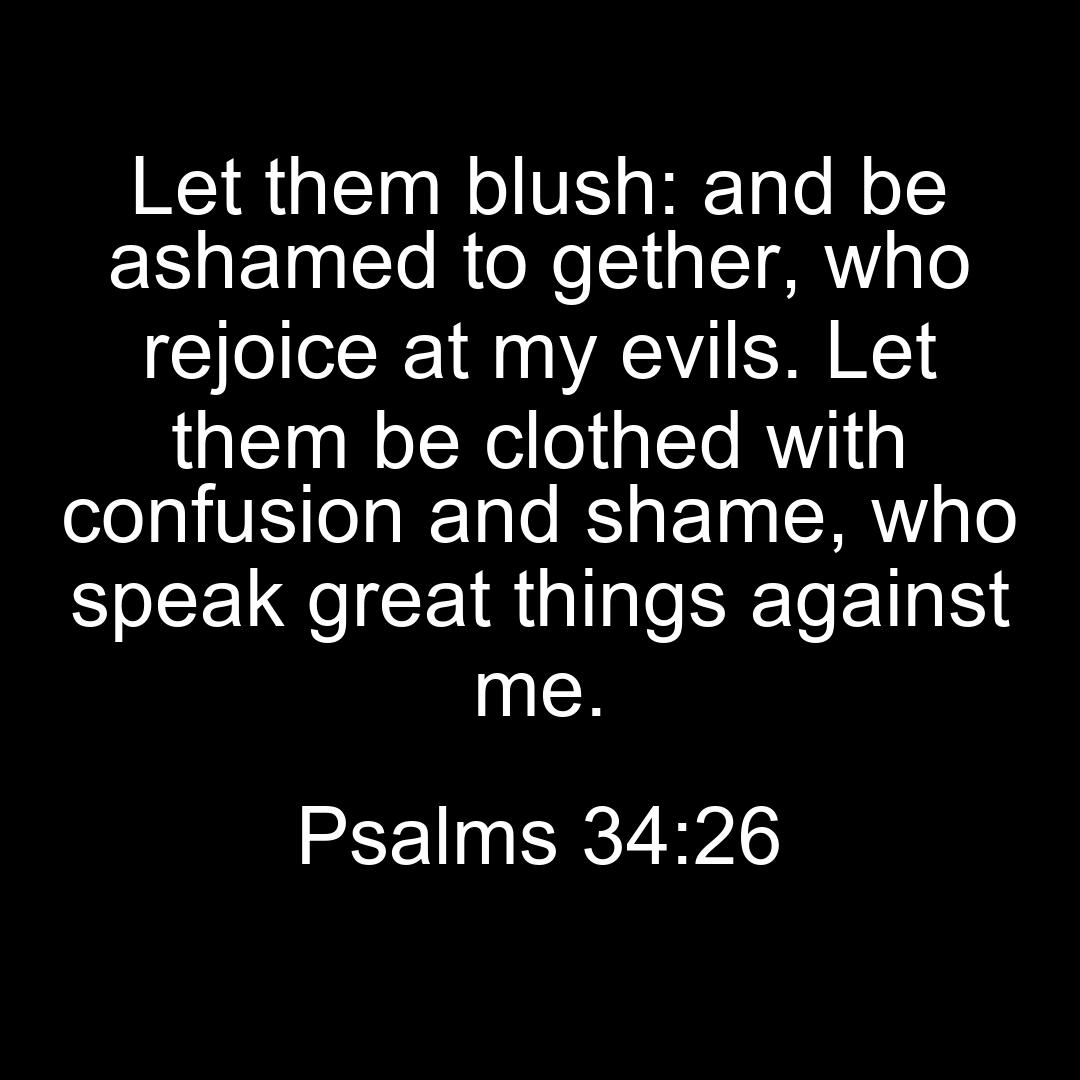 Let them blush: and be
ashamed to gether, who
rejoice at my evils. Let
them be clothed with
confusion and shame, who
speak great things against
me.
Psalms 34:26